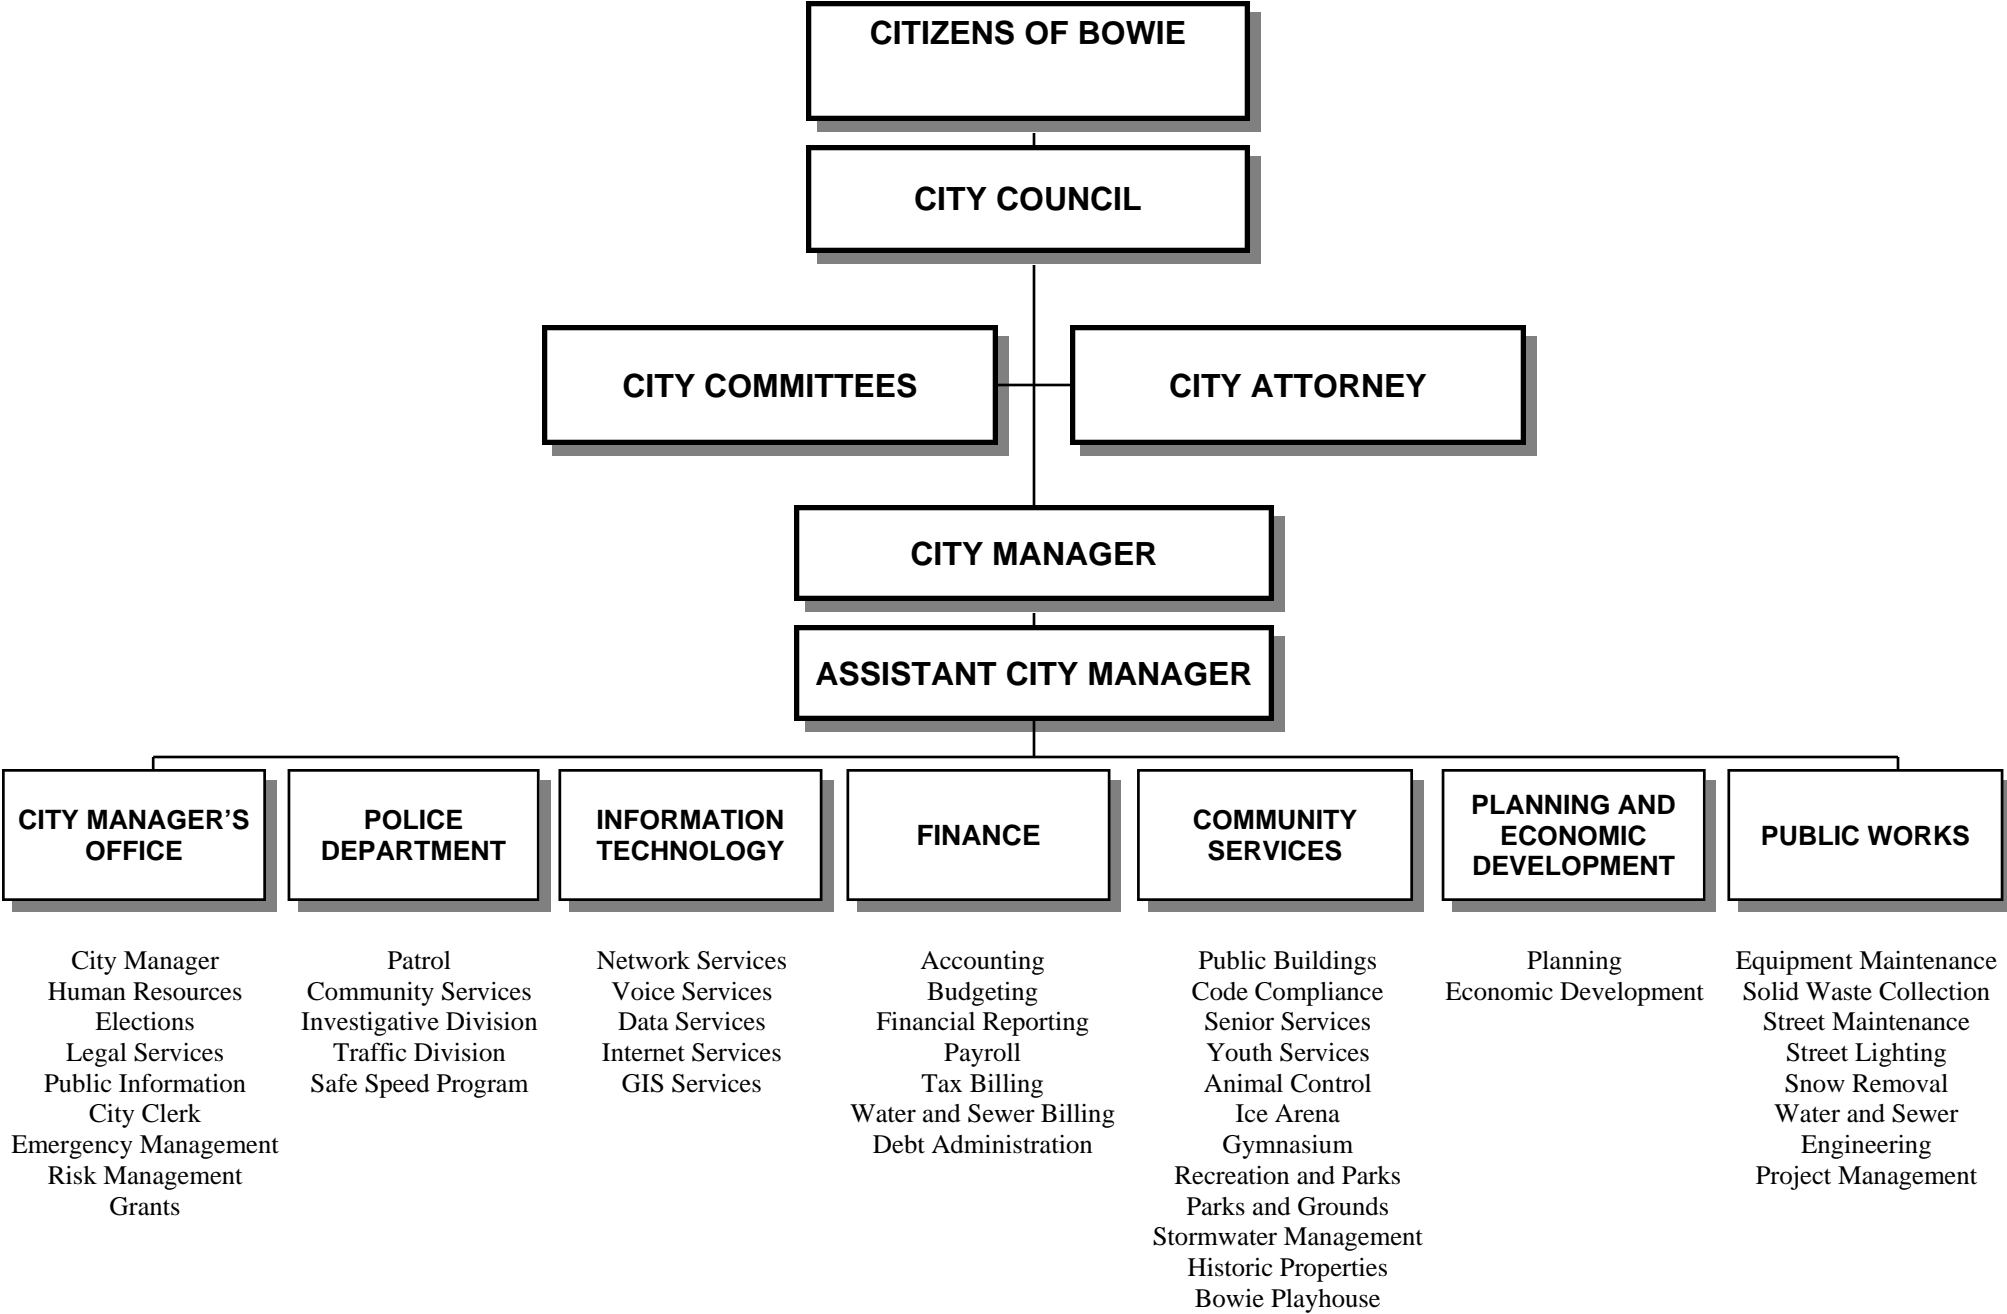 CITIZENS OF BOWIE
CITY COUNCIL
CITY COMMITTEES
CITY ATTORNEY
CITY MANAGER
ASSISTANT CITY MANAGER
CITY MANAGER’S
OFFICE
POLICE
DEPARTMENT
INFORMATION
TECHNOLOGY
FINANCE
COMMUNITY
SERVICES
PLANNING AND
ECONOMIC
DEVELOPMENT
PUBLIC WORKS
City Manager
Human Resources
Elections
Legal Services
Public Information
City Clerk
Emergency Management
Risk Management
Grants
Patrol
Community Services
Investigative Division
Traffic Division
Safe Speed Program
Network Services
Voice Services
Data Services
Internet Services
GIS Services
Accounting
Budgeting
Financial Reporting
Payroll
Tax Billing
Water and Sewer Billing
Debt Administration
Public Buildings
Code Compliance
Senior Services
Youth Services
Animal Control
Ice Arena
Gymnasium
Recreation and Parks
Parks and Grounds
Stormwater Management
Historic Properties
Bowie Playhouse
Planning
Economic Development
Equipment Maintenance
Solid Waste Collection
Street Maintenance
Street Lighting
Snow Removal
Water and Sewer
Engineering
Project Management